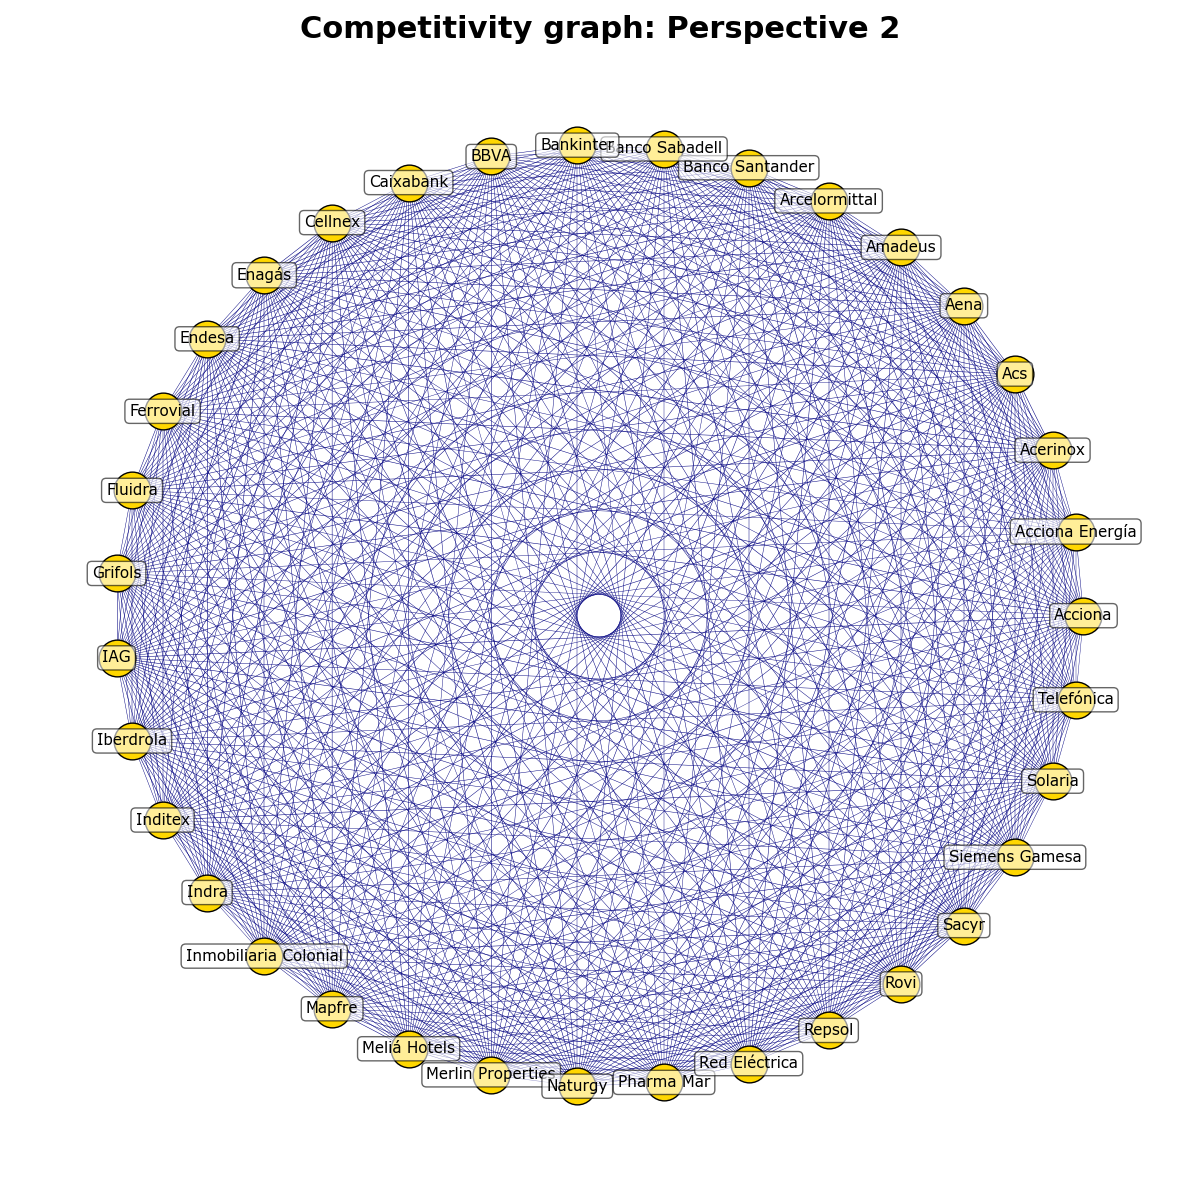 Competitivity graph: Perspective 2
Bankinter
Banco Sabadell
BBVA
Banco Santander
Caixabank
Arcelormittal
Cellnex
Amadeus
Enagás
Aena
Endesa
Acs
Ferrovial
Acerinox
Fluidra
Acciona Energía
Grifols
Acciona
IAG
Telefónica
Iberdrola
Solaria
Inditex
Siemens Gamesa
Indra
Sacyr
Inmobiliaria Colonial
Rovi
Mapfre
Repsol
Meliá Hotels
Red Eléctrica
Merlin Properties
Pharma Mar
Naturgy